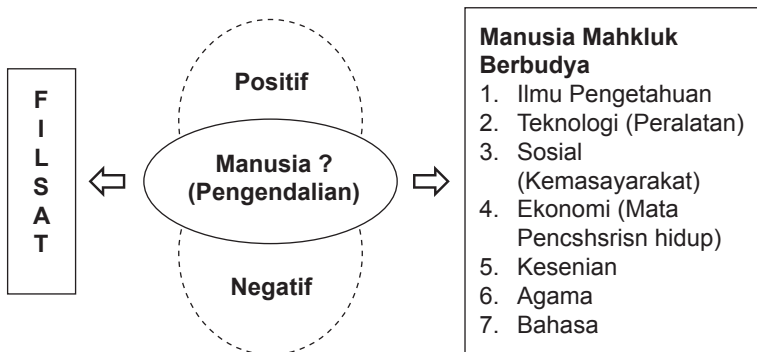 FILSAT
Positif
Manusia ?
(Pengendalian)
Negatif
Manusia Mahkluk
Berbudya
1. Ilmu Pengetahuan
2. Teknologi (Peralatan)
3. Sosial
(Kemasayarakat)
4. Ekonomi (Mata
Pencshsrisn hidup)
5. Kesenian
6. Agama
7. Bahasa